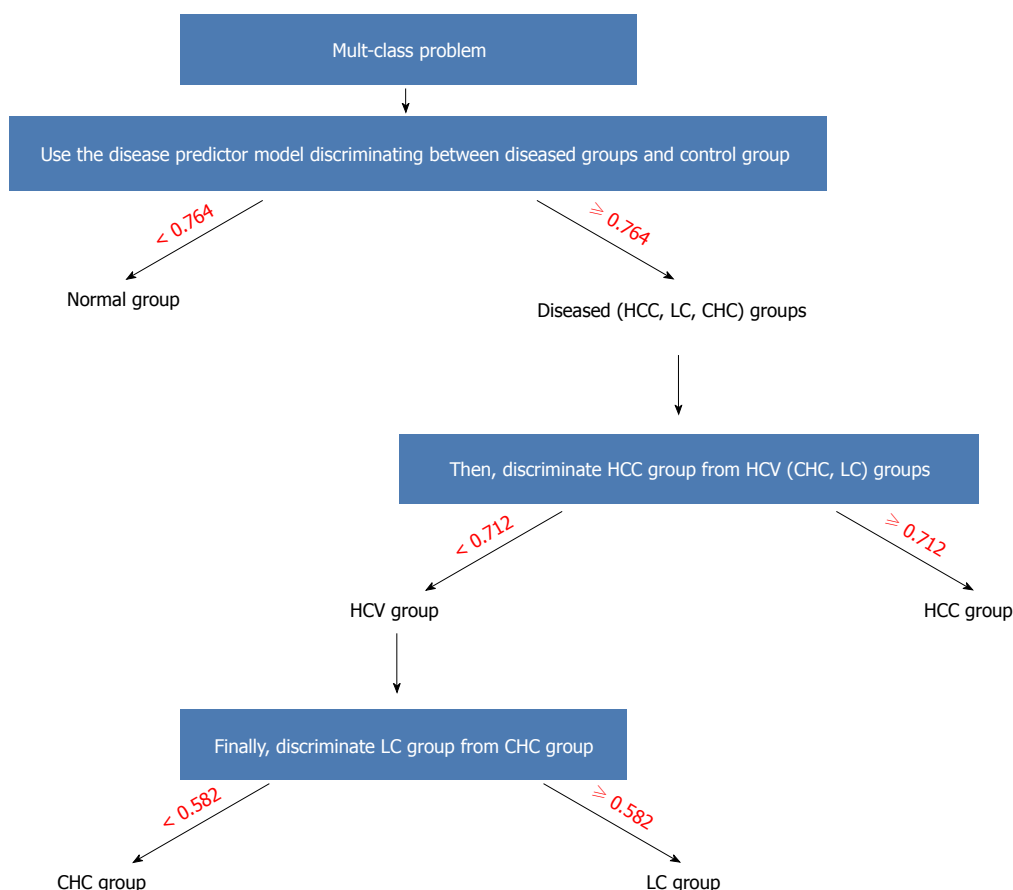 Mult-class problem
Use the disease predictor model discriminating between diseased groups and control group
< 0.764
≥ 0.764
Normal group
Diseased (HCC, LC, CHC) groups
Then, discriminate HCC group from HCV (CHC, LC) groups
< 0.712
≥ 0.712
HCV group
HCC group
Finally, discriminate LC group from CHC group
< 0.582
≥ 0.582
CHC group
LC group